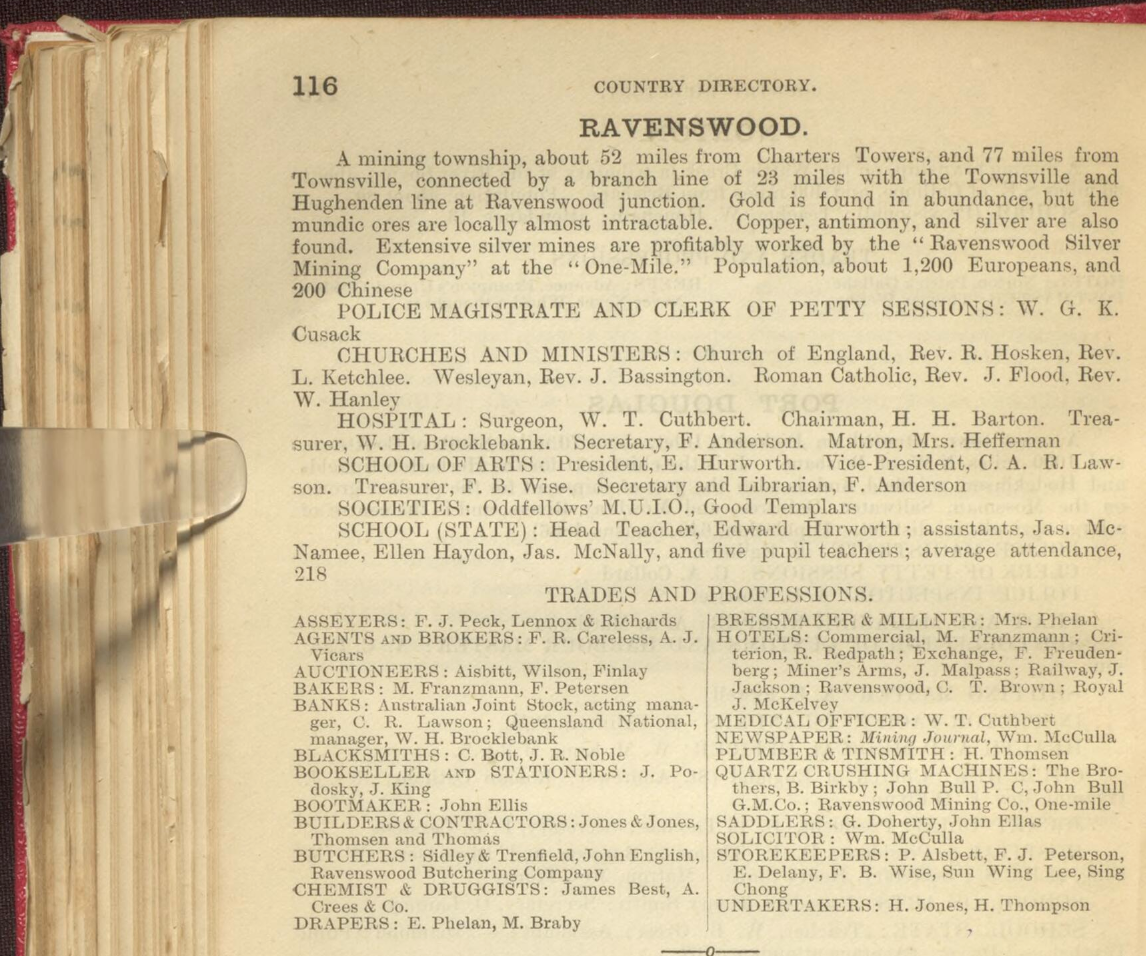 116
COUNTRY DIRECTORY.
RAVENSWOOD.
A mining township, about 52 miles from Charters Towers, and 77 miles from
Townsville, connected by a branch line of 23 miles with the Townsville and
Hughenden line at Ravenswood junction. Gold is found in abundance, but the
mundic ores are locally almost intractable. Copper, antimony, and silver are also
found. Extensive silver mines are profitably worked by the "Ravenswood Silver
Mining Company" at the "One-Mile." Population, about 1,200 Europeans, and
200 Chinese
POLICE MAGISTRATE AND CLERK OF PETTY SESSIONS: W. G. K.
Cusack
CHURCHES AND MINISTERS: Church of England, Rev. R. Hosken, Rev.
L. Ketchlee. Wesleyan, Rev. J. Bassington. Roman Catholic, Rev. J. Flood, Rev.
W. Hanley
HOSPITAL: Surgeon, W. T. Cuthbert. Chairman, H. H. Barton. Trea-
surer, W. H. Brocklebank. Secretary, F. Anderson. Matron, Mrs. Heffernan
SCHOOL OF ARTS: President, E. Hurworth. Vice-President, C. A. R. Law-
son. Treasurer, F. B. Wise. Secretary and Librarian, F. Anderson
SOCIETIES: Oddfellows' M.U.I.O., Good Templars
SCHOOL (STATE): Head Teacher, Edward Hurworth; assistants, Jas. Mc-
Namee, Ellen Haydon, Jas. McNally, and five pupil teachers; average attendance,
218
TRADES AND PROFESSIONS.
ASSEYERS: F. J. Peck, Lennox & Richards
AGENTS AND BROKERS: F. R. Careless, A. J.
Vicars
AUCTIONEERS: Aisbitt, Wilson, Finlay
BAKERS: M. Franzmann, F. Petersen
BANKS: Australian Joint Stock, acting mana-
ger, C. R. Lawson; Queensland National,
manager, W. H. Brocklebank
BLACKSMITHS: C. Bott, J. R. Noble
BOOKSELLER AND STATIONERS: J. Po-
dosky, J. King
BOOTMAKER: John Ellis
BUILDERS & CONTRACTORS: Jones & Jones,
Thomsen and Thomas
BUTCHERS: Sidley & Trenfield, John English,
Ravenswood Butchering Company
CHEMIST & DRUGGISTS: James Best, A.
Crees & Co.
DRAPERS: E. Phelan, M. Braby
BRESSMAKER & MILLNER: Mrs. Phelan
HOTELS: Commercial, M. Franzmann; Cri-
terion, R. Redpath; Exchange, F. Freuden-
berg; Miner's Arms, J. Malpass; Railway, J.
Jackson; Ravenswood, C. T. Brown; Royal
J. McKelvey
MEDICAL OFFICER: W. T. Cuthbert
NEWSPAPER: Mining Journal, Wm. McCulla
PLUMBER & TINSMITH: H. Thomsen
QUARTZ CRUSHING MACHINES: The Bro-
thers, B. Birkby; John Bull P. C, John Bull
G.M.Co.; Ravenswood Mining Co., One-mile
SADDLERS: G. Doherty, John Ellas
SOLICITOR: Wm. McCulla
STOREKEEPERS: P. Alsbett, F. J. Peterson,
E. Delany, F. B. Wise, Sun Wing Lee, Sing
Chong
UNDERTAKERS: H. Jones, H. Thompson